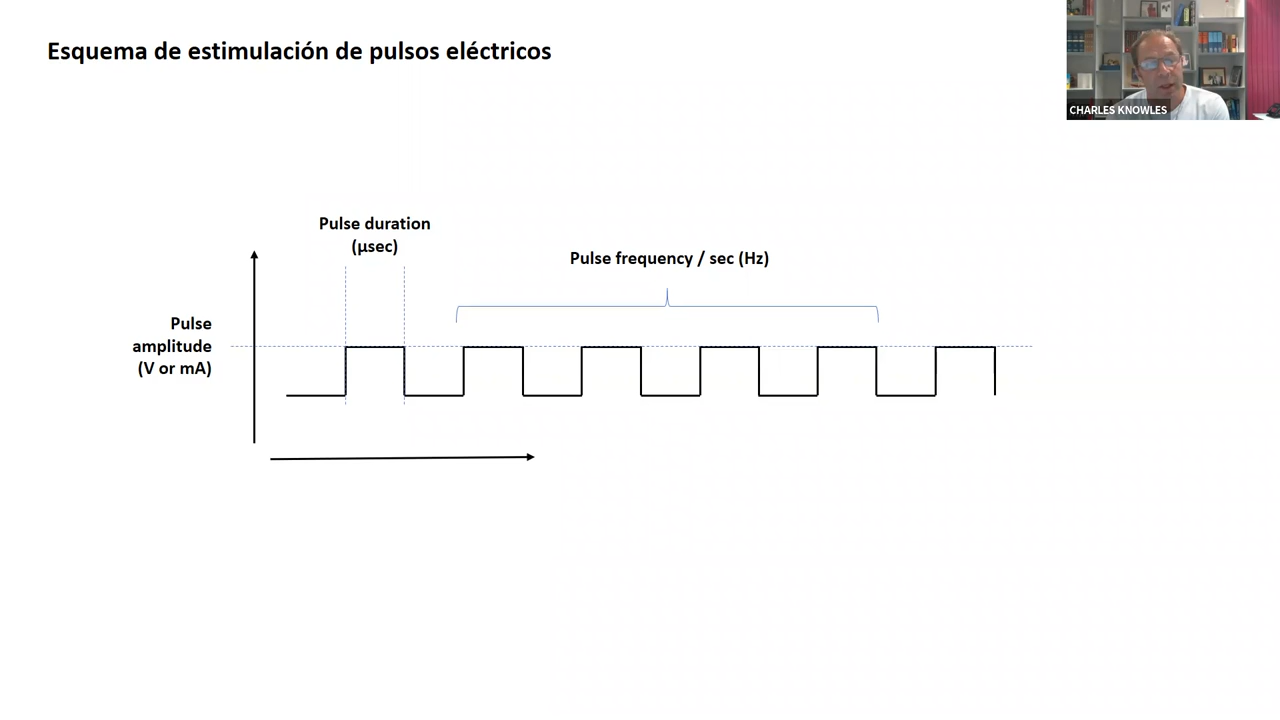 Esquema de estimulación de pulsos eléctricos
CHARLES KNOWLES
Pulse duration
(µsec)
Pulse frequency / sec (Hz)
Pulse
amplitude
(V or mA)